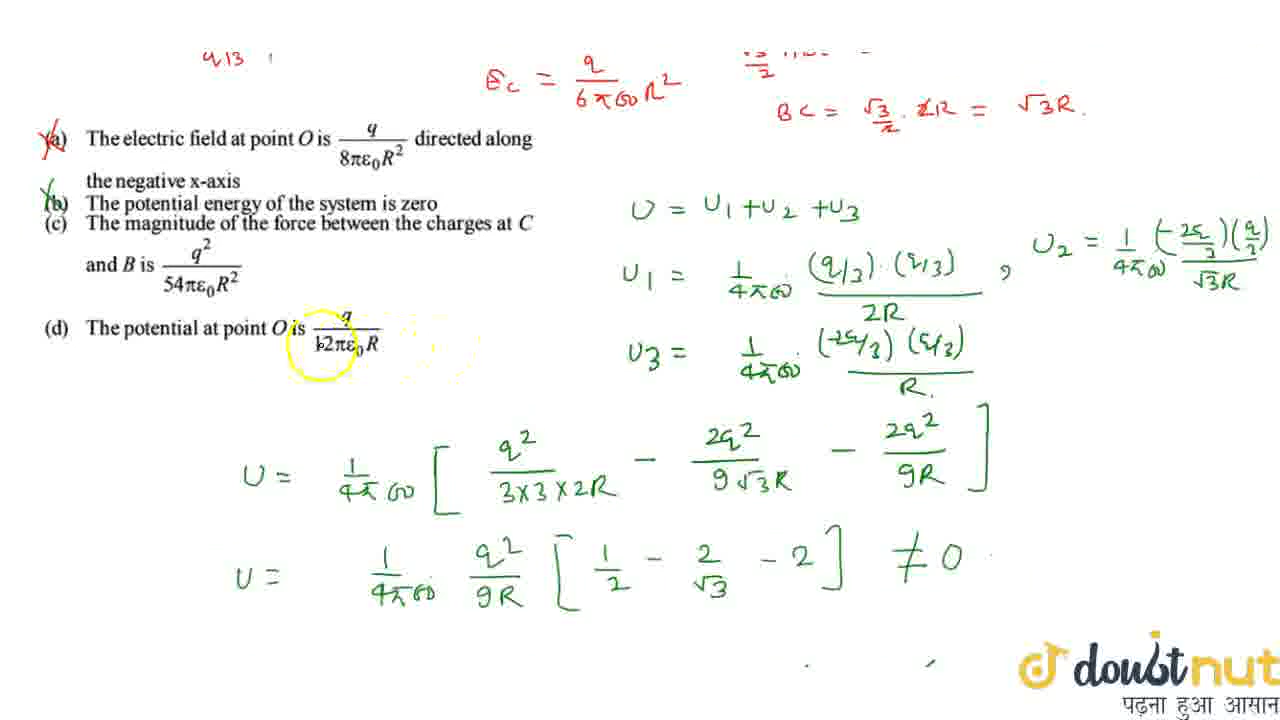 q/3
E_C = q / 6πε₀R²
√3/2
BC = √3/2 · 2R = √3R.
(a) The electric field at point O is q / 8πε₀R² directed along
the negative x-axis
(b) The potential energy of the system is zero
(c) The magnitude of the force between the charges at C
and B is q² / 54πε₀R²
(d) The potential at point O is q / 12πε₀R
U = U₁ + U₂ + U₃
U₁ = 1/4πε₀ · (q/3)·(q/3) / 2R , U₂ = 1/4πε₀ (-2q/3)(q/3) / √3R
U₃ = 1/4πε₀ · (-2q/3)(q/3) / R.
U = 1/4πε₀ [ q² / 3×3×2R - 2q² / 9√3R - 2q² / 9R ]
U = 1/4πε₀ · q²/9R [ 1/2 - 2/√3 - 2 ] ≠ 0
doubtnut
पढ़ना हुआ आसान